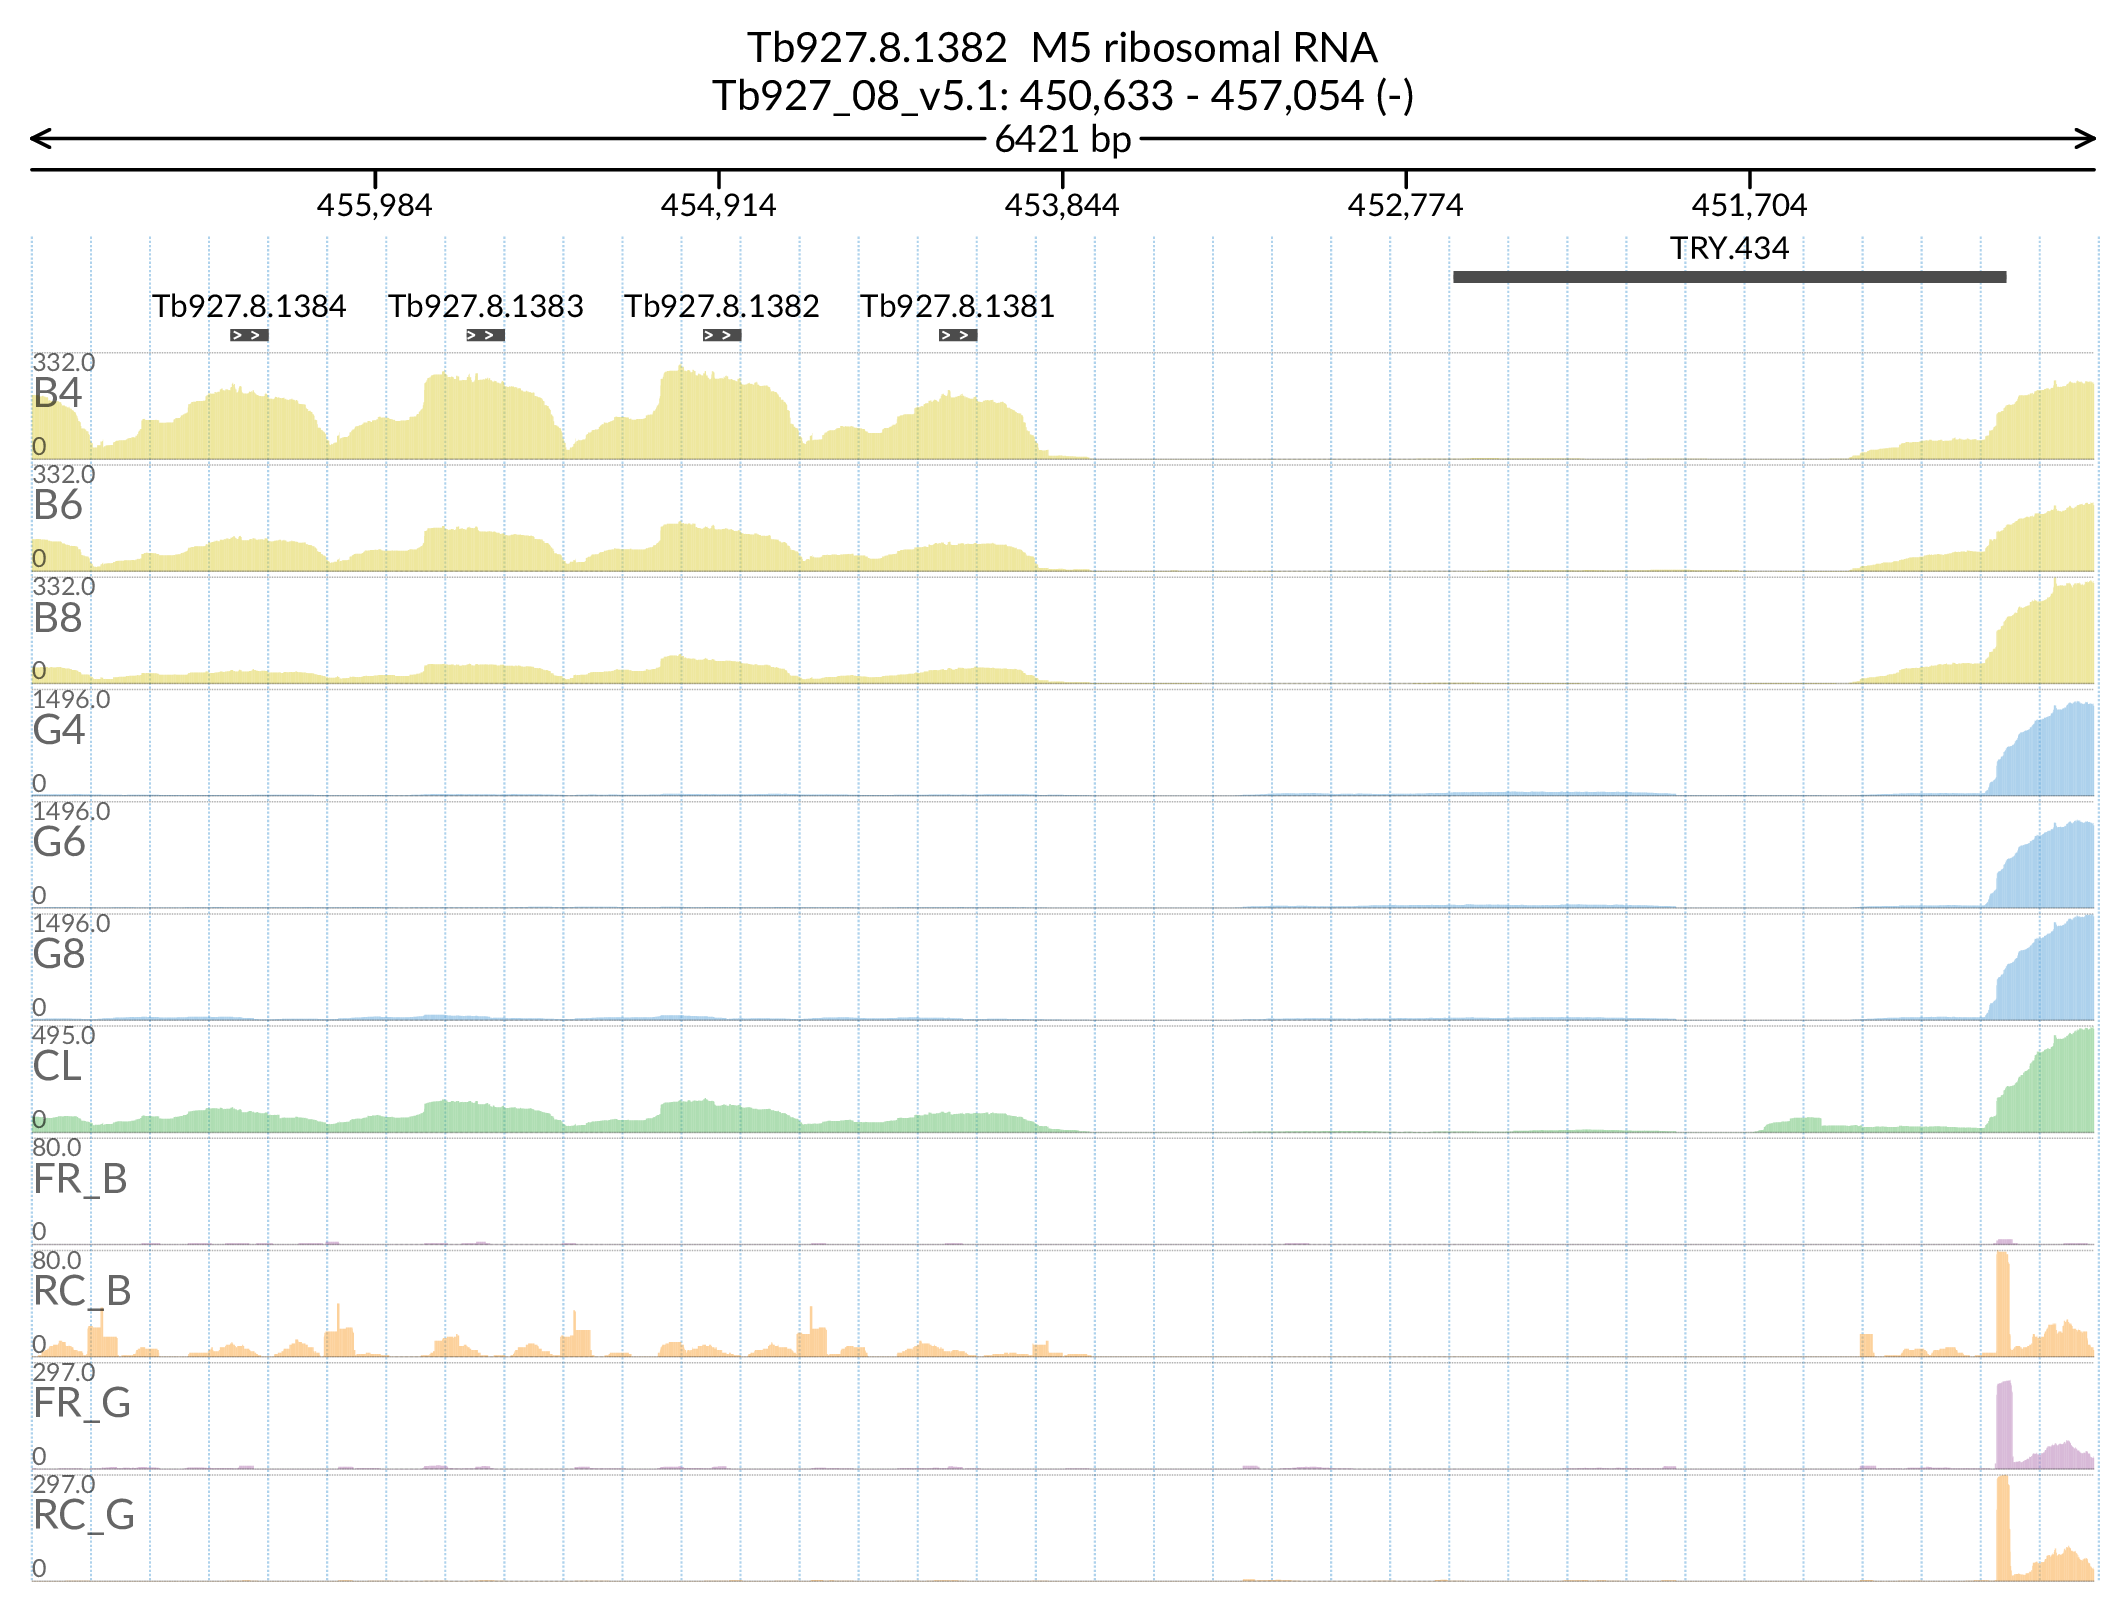 Tb927.8.1382 M5 ribosomal RNA
Tb927_08_v5.1: 450,633 - 457,054 (-)
6421 bp
455,984 454,914 453,844 452,774 451,704
TRY.434
Tb927.8.1384 Tb927.8.1383 Tb927.8.1382 Tb927.8.1381
332.0
B4
0
332.0
B6
0
332.0
B8
0
1496.0
G4
0
1496.0
G6
0
1496.0
G8
0
495.0
CL
0
80.0
FR_B
0
80.0
RC_B
0
297.0
FR_G
0
297.0
RC_G
0